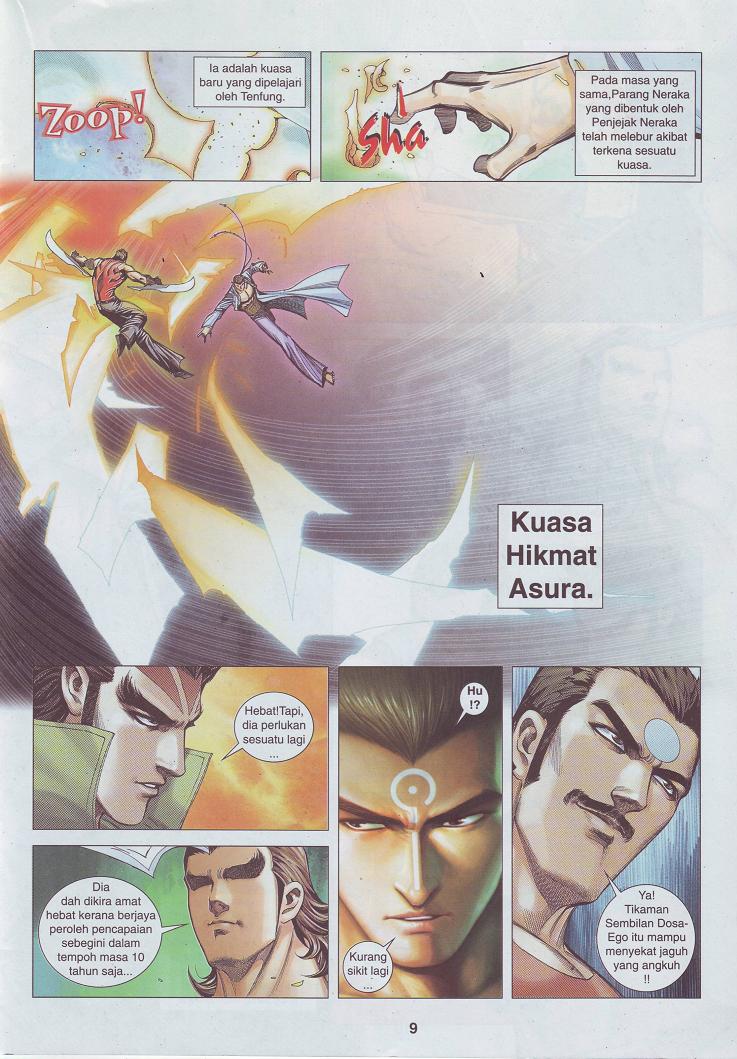 Zoop!
Ia adalah kuasa
baru yang dipelajari
oleh Tenfung.
Sha
Pada masa yang
sama,Parang Neraka
yang dibentuk oleh
Penjejak Neraka
telah melebur akibat
terkena sesuatu
kuasa.
Kuasa
Hikmat
Asura.
Hebat!Tapi,
dia perlukan
sesuatu lagi
...
Dia
dah dikira amat
hebat kerana berjaya
peroleh pencapaian
sebegini dalam
tempoh masa 10
tahun saja...
Hu
!?
Kurang
sikit lagi
...
Ya!
Tikaman
Sembilan Dosa-
Ego itu mampu
menyekat jaguh
yang angkuh
!!
9